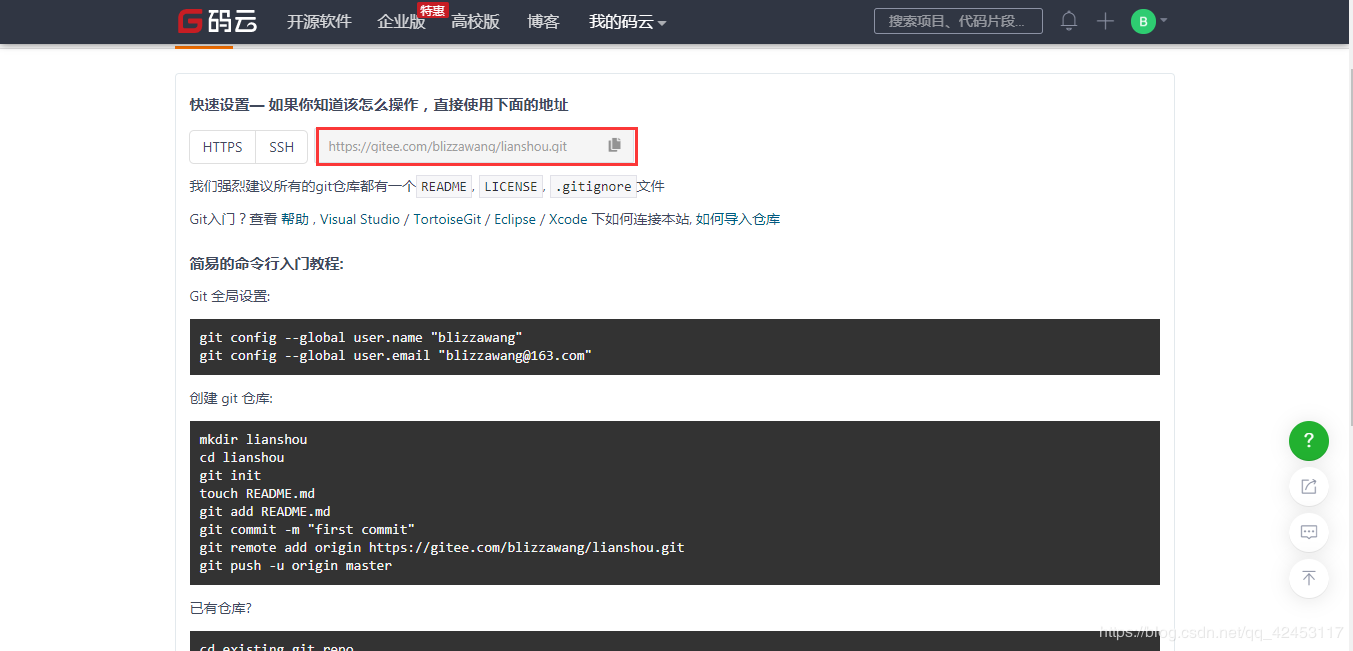 码云 开源软件 企业版 特惠 高校版 博客 我的码云 搜索项目、代码片段... B
快速设置— 如果你知道该怎么操作，直接使用下面的地址
HTTPS SSH https://gitee.com/blizzawang/lianshou.git
我们强烈建议所有的git仓库都有一个 README, LICENSE, .gitignore 文件
Git入门？查看 帮助 , Visual Studio / TortoiseGit / Eclipse / Xcode 下如何连接本站, 如何导入仓库
简易的命令行入门教程:
Git 全局设置:
git config --global user.name "blizzawang"
git config --global user.email "blizzawang@163.com"
创建 git 仓库:
mkdir lianshou
cd lianshou
git init
touch README.md
git add README.md
git commit -m "first commit"
git remote add origin https://gitee.com/blizzawang/lianshou.git
git push -u origin master
已有仓库?
cd existing_git_repo
?
https://blog.csdn.net/qq_42453117